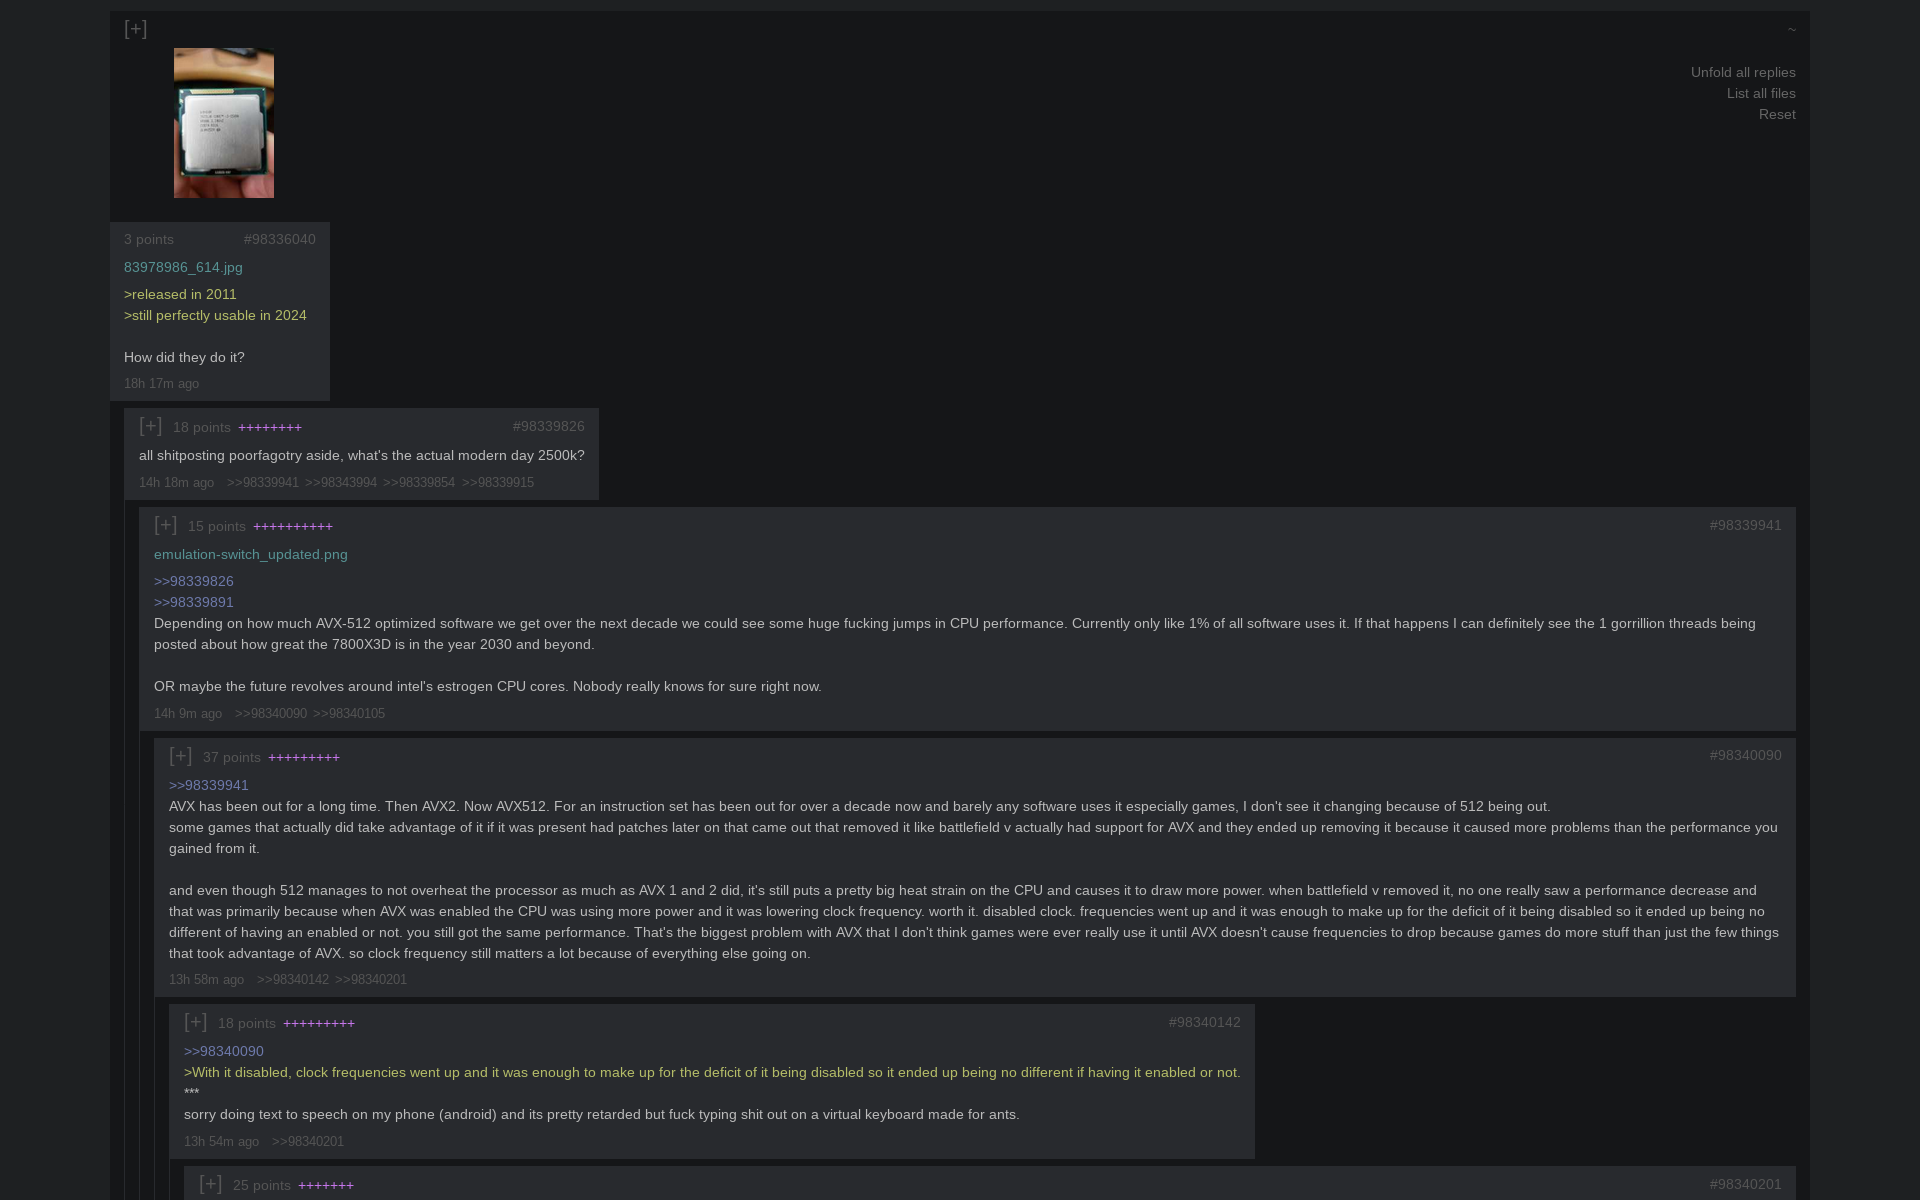 [+]
~
Unfold all replies
List all files
Reset
3 points #98336040
83978986_614.jpg
>released in 2011
>still perfectly usable in 2024
How did they do it?
18h 17m ago
[+] 18 points ++++++++ #98339826
all shitposting poorfagotry aside, what's the actual modern day 2500k?
14h 18m ago >>98339941 >>98343994 >>98339854 >>98339915
[+] 15 points ++++++++++ #98339941
emulation-switch_updated.png
>>98339826
>>98339891
Depending on how much AVX-512 optimized software we get over the next decade we could see some huge fucking jumps in CPU performance. Currently only like 1% of all software uses it. If that happens I can definitely see the 1 gorrillion threads being
posted about how great the 7800X3D is in the year 2030 and beyond.
OR maybe the future revolves around intel's estrogen CPU cores. Nobody really knows for sure right now.
14h 9m ago >>98340090 >>98340105
[+] 37 points +++++++++ #98340090
>>98339941
AVX has been out for a long time. Then AVX2. Now AVX512. For an instruction set has been out for over a decade now and barely any software uses it especially games, I don't see it changing because of 512 being out.
some games that actually did take advantage of it if it was present had patches later on that came out that removed it like battlefield v actually had support for AVX and they ended up removing it because it caused more problems than the performance you
gained from it.
and even though 512 manages to not overheat the processor as much as AVX 1 and 2 did, it's still puts a pretty big heat strain on the CPU and causes it to draw more power. when battlefield v removed it, no one really saw a performance decrease and
that was primarily because when AVX was enabled the CPU was using more power and it was lowering clock frequency. worth it. disabled clock. frequencies went up and it was enough to make up for the deficit of it being disabled so it ended up being no
different of having an enabled or not. you still got the same performance. That's the biggest problem with AVX that I don't think games were ever really use it until AVX doesn't cause frequencies to drop because games do more stuff than just the few things
that took advantage of AVX. so clock frequency still matters a lot because of everything else going on.
13h 58m ago >>98340142 >>98340201
[+] 18 points +++++++++ #98340142
>>98340090
>With it disabled, clock frequencies went up and it was enough to make up for the deficit of it being disabled so it ended up being no different if having it enabled or not.
***
sorry doing text to speech on my phone (android) and its pretty retarded but fuck typing shit out on a virtual keyboard made for ants.
13h 54m ago >>98340201
[+] 25 points +++++++ #98340201